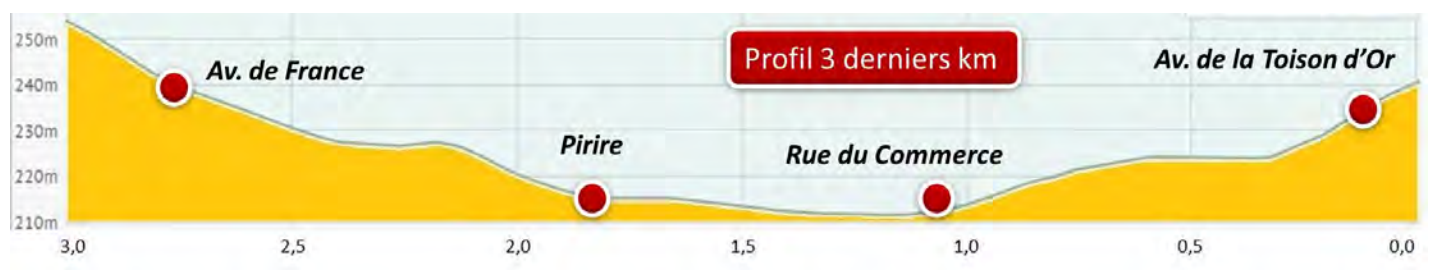 Profil 3 derniers km
250m
240m
230m
220m
210m
Av. de France
Pirire
Rue du Commerce
Av. de la Toison d'Or
3,0
2,5
2,0
1,5
1,0
0,5
0,0